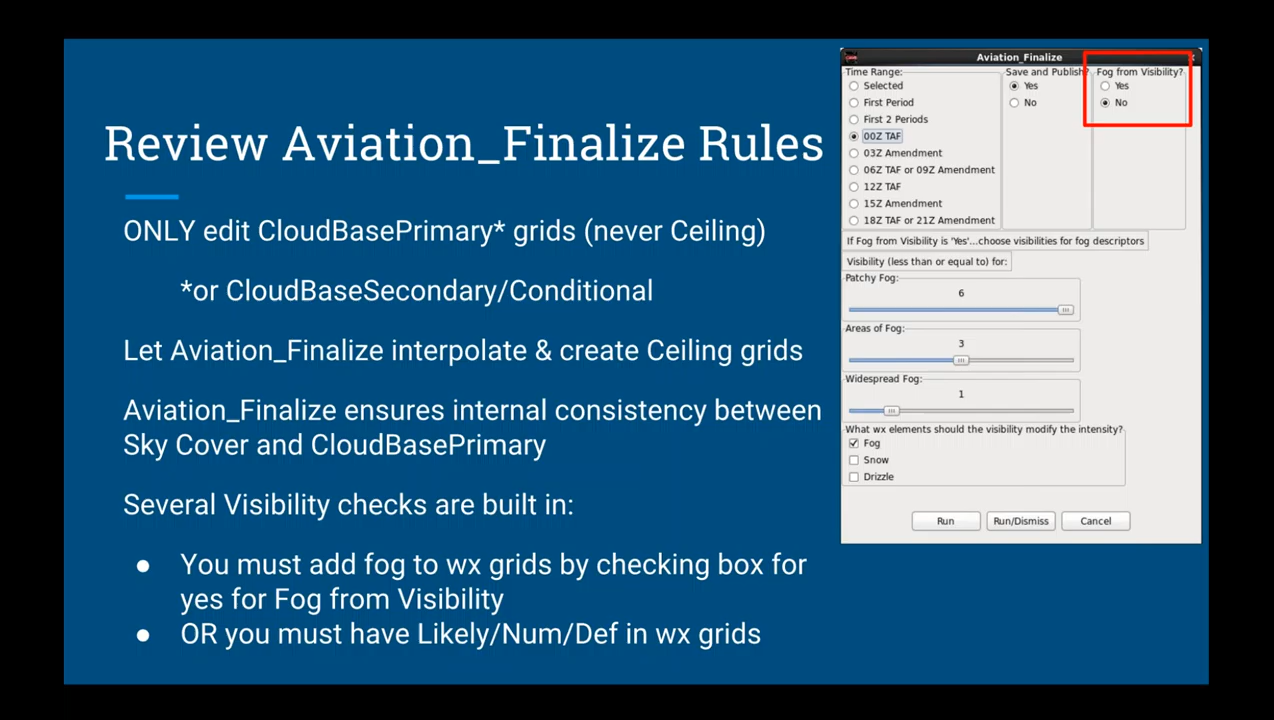 Review Aviation_Finalize Rules
ONLY edit CloudBasePrimary* grids (never Ceiling)
*or CloudBaseSecondary/Conditional
Let Aviation_Finalize interpolate & create Ceiling grids
Aviation_Finalize ensures internal consistency between
Sky Cover and CloudBasePrimary
Several Visibility checks are built in:
● You must add fog to wx grids by checking box for
yes for Fog from Visibility
● OR you must have Likely/Num/Def in wx grids
Aviation_Finalize
Time Range:
Selected
First Period
First 2 Periods
00Z TAF
03Z Amendment
06Z TAF or 09Z Amendment
12Z TAF
15Z Amendment
18Z TAF or 21Z Amendment
Save and Publish?
Yes
No
Fog from Visibility?
Yes
No
If Fog from Visibility is 'Yes'...choose visibilities for fog descriptors
Visibility (less than or equal to) for:
Patchy Fog:
6
Areas of Fog:
3
Widespread Fog:
1
What wx elements should the visibility modify the intensity?
Fog
Snow
Drizzle
Run
Run/Dismiss
Cancel